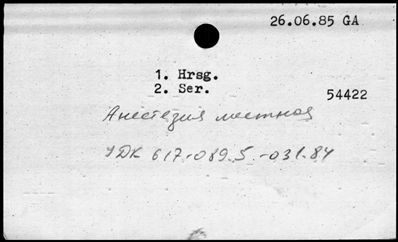 26.06.85 GA
1. Hrsg.
2. Ser.
54422
Анестезия местная
УДК 617-089.5.-031.84